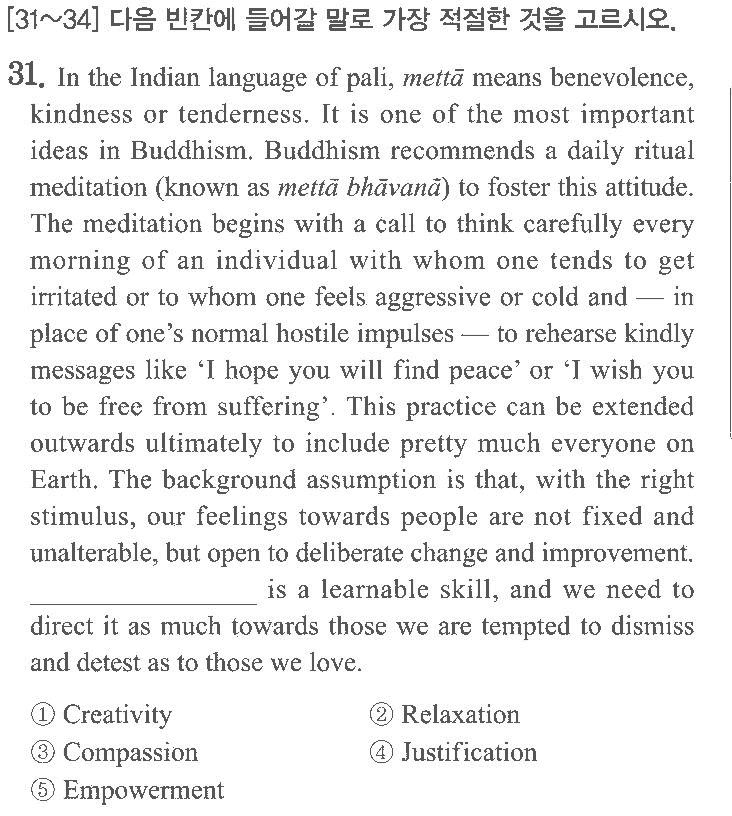 [31~34] 다음 빈칸에 들어갈 말로 가장 적절한 것을 고르시오.
31. In the Indian language of pali, mettā means benevolence,
kindness or tenderness. It is one of the most important
ideas in Buddhism. Buddhism recommends a daily ritual
meditation (known as mettā bhāvanā) to foster this attitude.
The meditation begins with a call to think carefully every
morning of an individual with whom one tends to get
irritated or to whom one feels aggressive or cold and — in
place of one's normal hostile impulses — to rehearse kindly
messages like 'I hope you will find peace' or 'I wish you
to be free from suffering'. This practice can be extended
outwards ultimately to include pretty much everyone on
Earth. The background assumption is that, with the right
stimulus, our feelings towards people are not fixed and
unalterable, but open to deliberate change and improvement.
________________ is a learnable skill, and we need to
direct it as much towards those we are tempted to dismiss
and detest as to those we love.
① Creativity ② Relaxation
③ Compassion ④ Justification
⑤ Empowerment